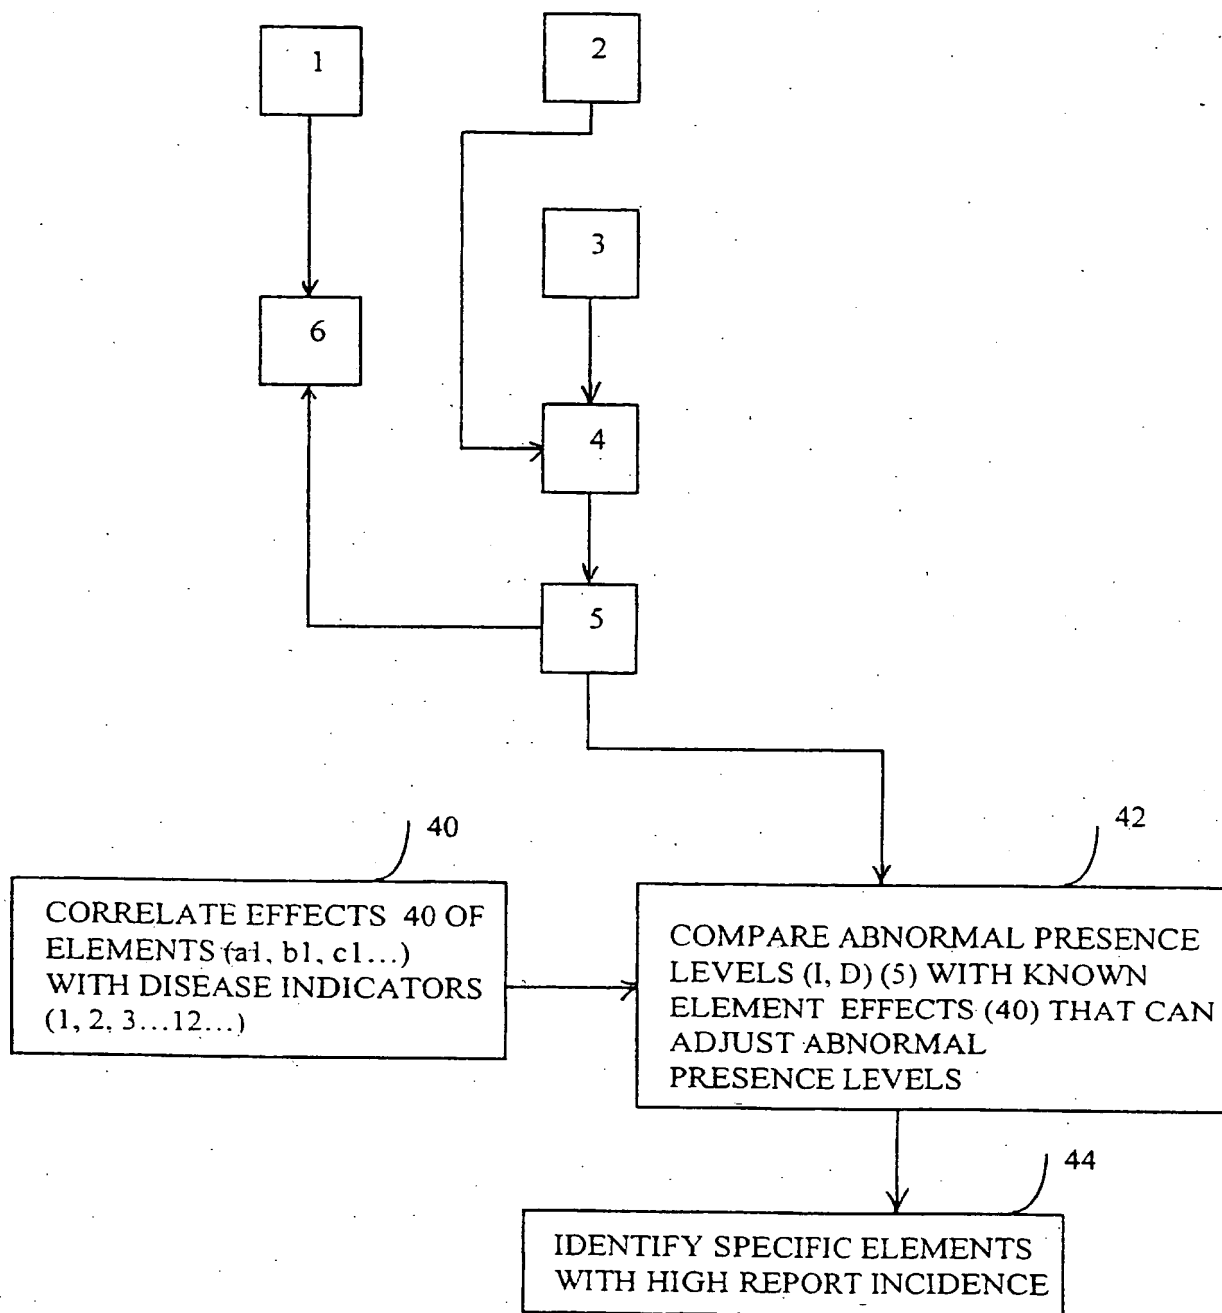 1
2
3
6
4
5
40
42
CORRELATE EFFECTS 40 OF
ELEMENTS (a1, b1, c1...)
WITH DISEASE INDICATORS
(1, 2, 3...12...)
COMPARE ABNORMAL PRESENCE
LEVELS (I, D) (5) WITH KNOWN
ELEMENT EFFECTS (40) THAT CAN
ADJUST ABNORMAL
PRESENCE LEVELS
44
IDENTIFY SPECIFIC ELEMENTS
WITH HIGH REPORT INCIDENCE